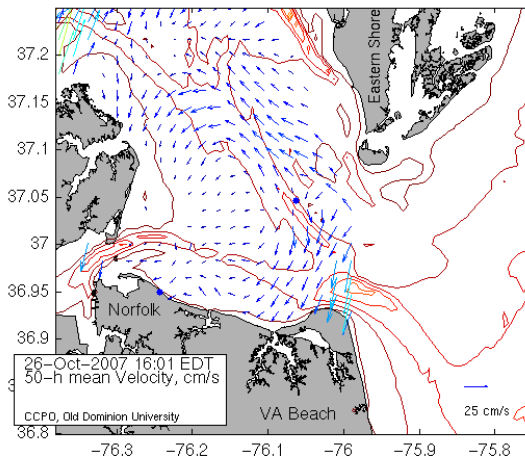 37.2
37.15
37.1
37.05
37
36.95
36.9
36.8
Eastern Shore
Norfolk
VA Beach
26-Oct-2007 16:01 EDT
50-h mean Velocity, cm/s
CCPO, Old Dominion University
25 cm/s
-76.3
-76.2
-76.1
-76
-75.9
-75.8